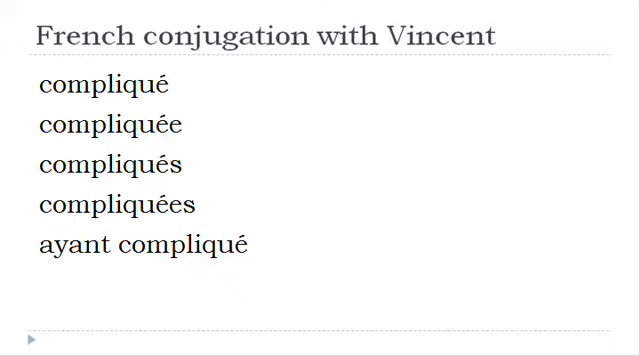 French conjugation with Vincent
compliqué
compliquée
compliqués
compliquées
ayant compliqué